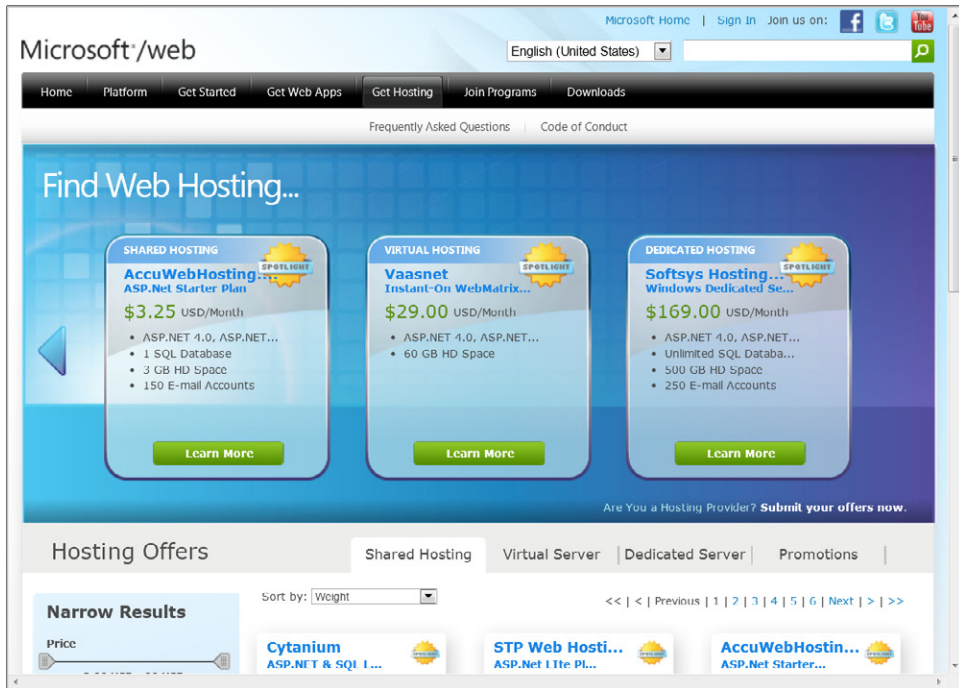 Microsoft Home | Sign In Join us on:
Microsoft /web
English (United States)
Home Platform Get Started Get Web Apps Get Hosting Join Programs Downloads
Frequently Asked Questions | Code of Conduct
Find Web Hosting...
SHARED HOSTING
SPOTLIGHT
AccuWebHosting....
ASP.Net Starter Plan
$3.25 USD/Month
• ASP.NET 4.0, ASP.NET...
• 1 SQL Database
• 3 GB HD Space
• 150 E-mail Accounts
Learn More
VIRTUAL HOSTING
SPOTLIGHT
Vaasnet
Instant-On WebMatrix...
$29.00 USD/Month
• ASP.NET 4.0, ASP.NET...
• 60 GB HD Space
Learn More
DEDICATED HOSTING
SPOTLIGHT
Softsys Hosting...
Windows Dedicated Se...
$169.00 USD/Month
• ASP.NET 4.0, ASP.NET...
• Unlimited SQL Databa...
• 500 GB HD Space
• 250 E-mail Accounts
Learn More
Are You a Hosting Provider? Submit your offers now.
Hosting Offers
Shared Hosting Virtual Server | Dedicated Server | Promotions |
Narrow Results
Price
Sort by: Weight
<< | < | Previous | 1 | 2 | 3 | 4 | 5 | 6 | Next | > | >>
Cytanium
ASP.NET & SQL L...
STP Web Hosti...
ASP.Net LIte Pl...
AccuWebHostin...
ASP.Net Starter...